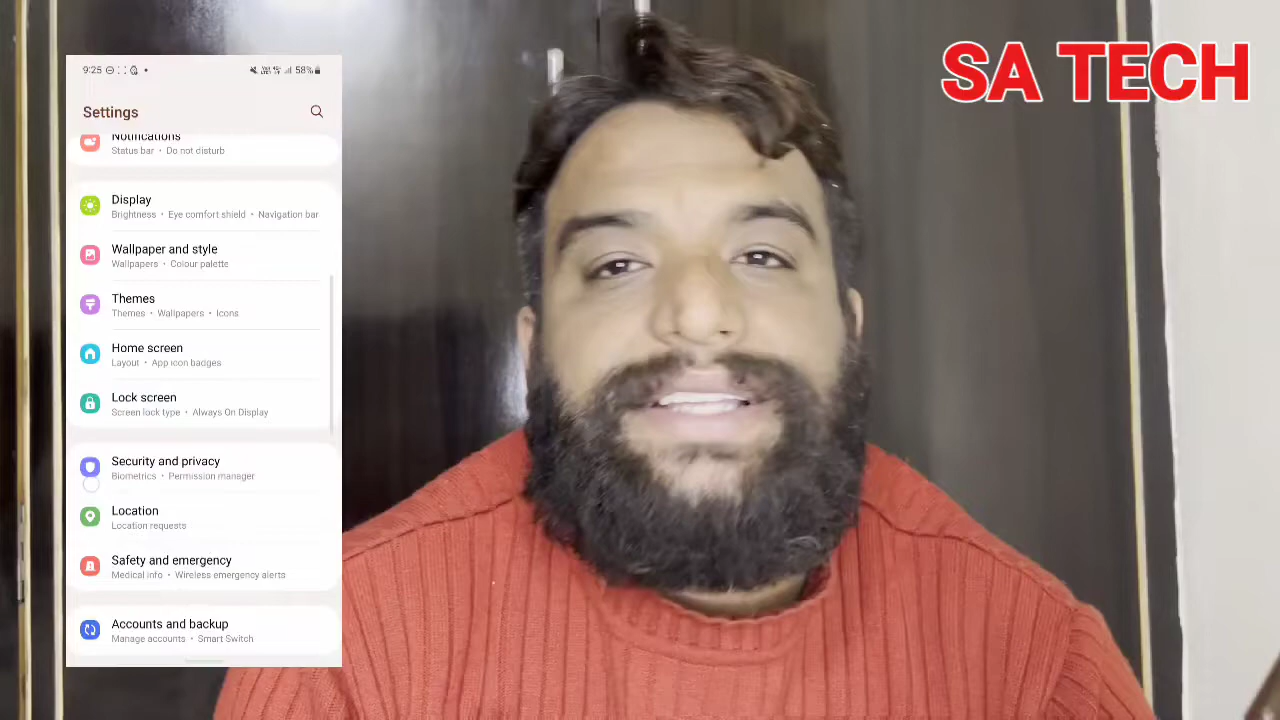 SA TECH
9:25
58%
Settings
Notifications
Status bar • Do not disturb
Display
Brightness • Eye comfort shield • Navigation bar
Wallpaper and style
Wallpapers • Colour palette
Themes
Themes • Wallpapers • Icons
Home screen
Layout • App icon badges
Lock screen
Screen lock type • Always On Display
Security and privacy
Biometrics • Permission manager
Location
Location requests
Safety and emergency
Medical info • Wireless emergency alerts
Accounts and backup
Manage accounts • Smart Switch